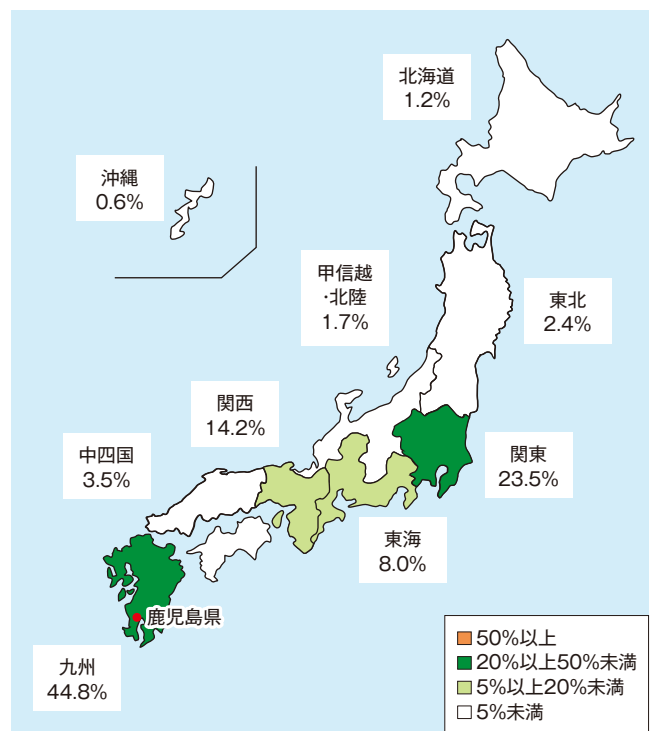 北海道
1.2%
沖縄
0.6%
甲信越
・北陸
1.7%
東北
2.4%
関西
14.2%
中四国
3.5%
関東
23.5%
東海
8.0%
鹿児島県
九州
44.8%
50%以上
20%以上50%未満
5%以上20%未満
5%未満